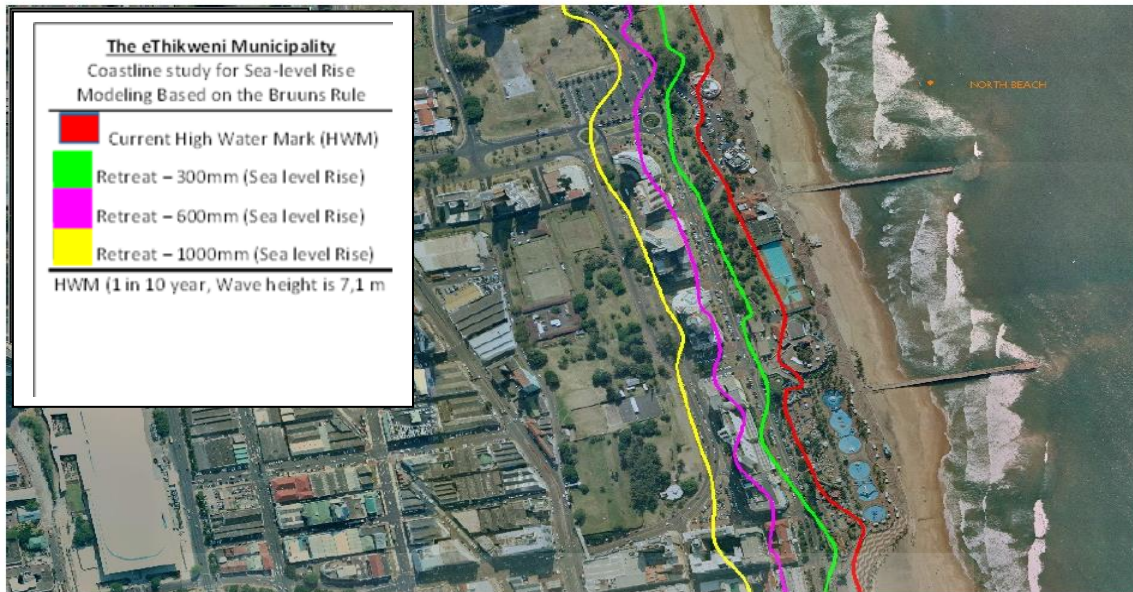 The eThikweni Municipality
Coastline study for Sea-level Rise
Modeling Based on the Bruuns Rule
Current High Water Mark (HWM)
Retreat – 300mm (Sea level Rise)
Retreat – 600mm (Sea level Rise)
Retreat – 1000mm (Sea level Rise)
HWM (1 in 10 year, Wave height is 7,1 m
NORTH BEACH